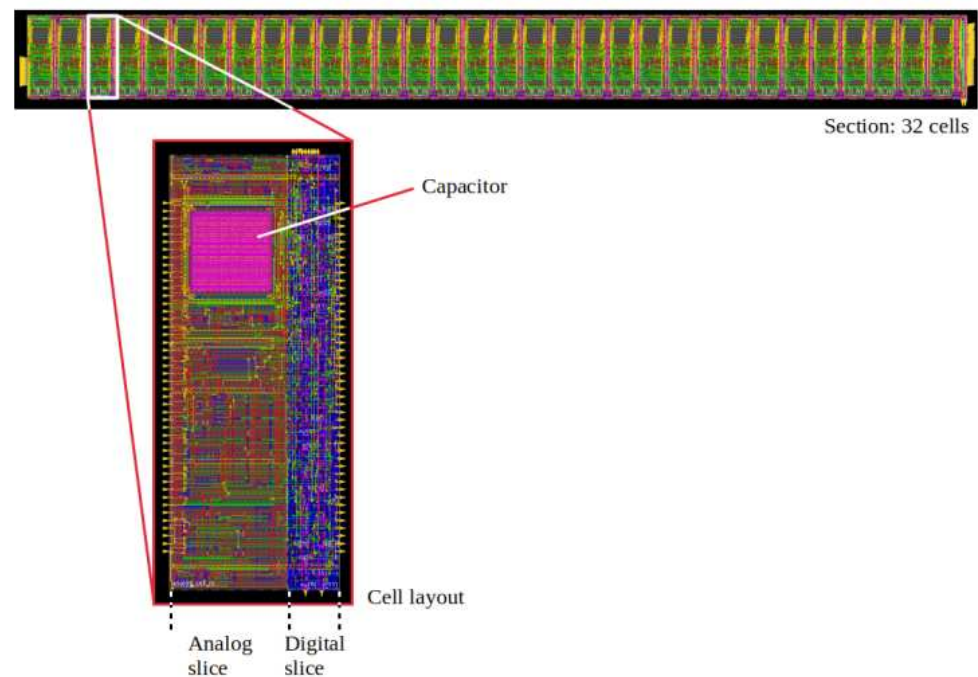 Section: 32 cells
Capacitor
Cell layout
Analog
slice
Digital
slice